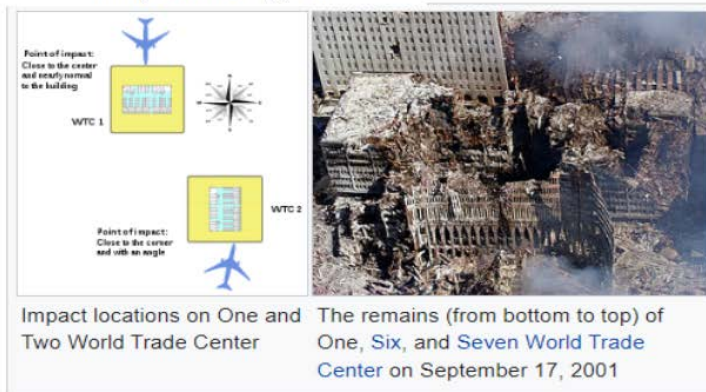 Point of impact:
Close to the center
and nearly normal
to the building
WTC 1
WTC 2
Point of impact:
Close to the corner
and with an angle
Impact locations on One and
Two World Trade Center
The remains (from bottom to top) of
One, Six, and Seven World Trade
Center on September 17, 2001